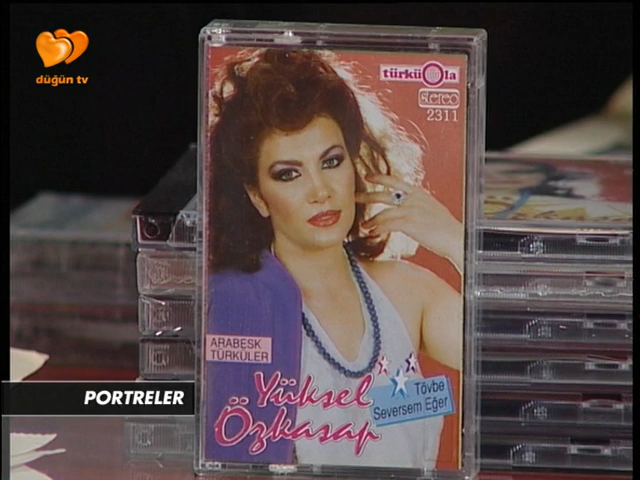 düğün tv
türküola
stereo
2311
ARABESK
TÜRKÜLER
Yüksel
Özkasap
Tövbe
Seversem Eğer
PORTRELER